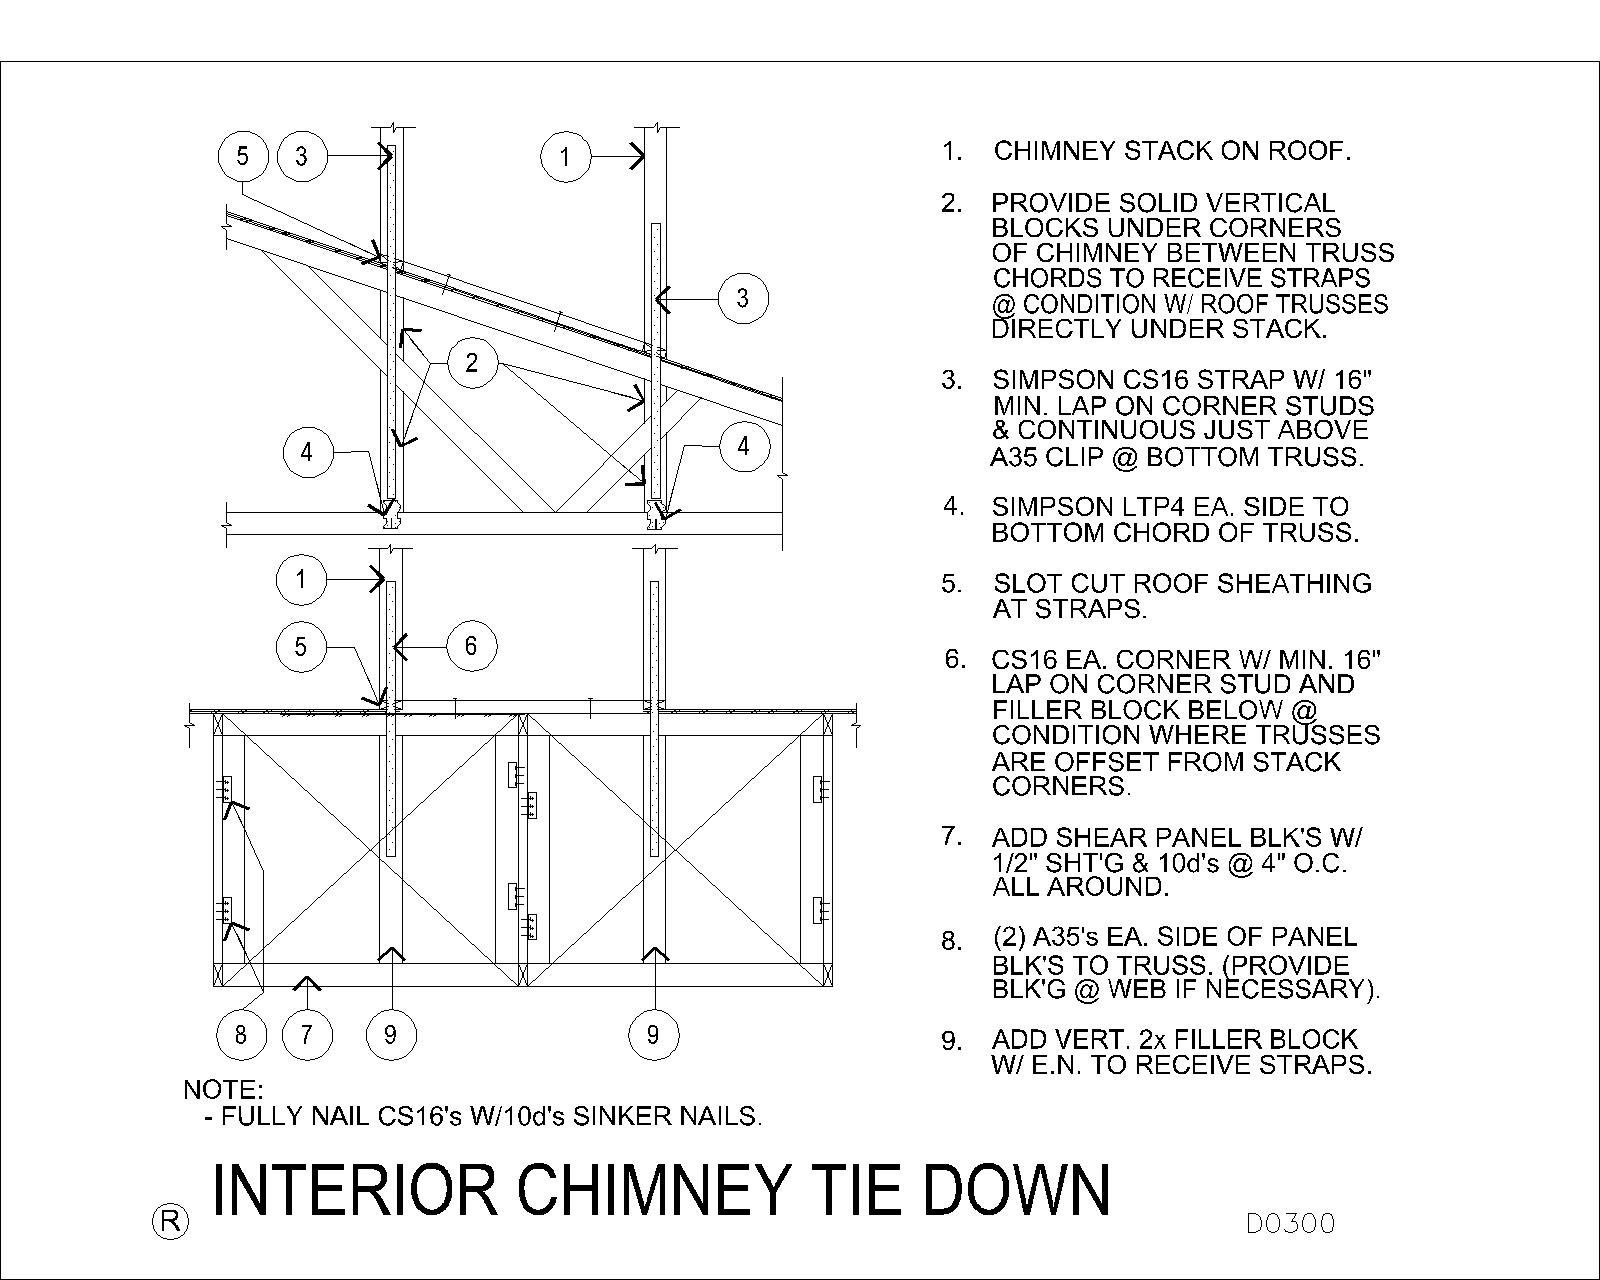 5 3 1
3
2
4 4
1
5 6
8 7 9 9
NOTE:
- FULLY NAIL CS16's W/10d's SINKER NAILS.
1. CHIMNEY STACK ON ROOF.
2. PROVIDE SOLID VERTICAL
BLOCKS UNDER CORNERS
OF CHIMNEY BETWEEN TRUSS
CHORDS TO RECEIVE STRAPS
@ CONDITION W/ ROOF TRUSSES
DIRECTLY UNDER STACK.
3. SIMPSON CS16 STRAP W/ 16"
MIN. LAP ON CORNER STUDS
& CONTINUOUS JUST ABOVE
A35 CLIP @ BOTTOM TRUSS.
4. SIMPSON LTP4 EA. SIDE TO
BOTTOM CHORD OF TRUSS.
5. SLOT CUT ROOF SHEATHING
AT STRAPS.
6. CS16 EA. CORNER W/ MIN. 16"
LAP ON CORNER STUD AND
FILLER BLOCK BELOW @
CONDITION WHERE TRUSSES
ARE OFFSET FROM STACK
CORNERS.
7. ADD SHEAR PANEL BLK'S W/
1/2" SHT'G & 10d's @ 4" O.C.
ALL AROUND.
8. (2) A35's EA. SIDE OF PANEL
BLK'S TO TRUSS. (PROVIDE
BLK'G @ WEB IF NECESSARY).
9. ADD VERT. 2x FILLER BLOCK
W/ E.N. TO RECEIVE STRAPS.
R INTERIOR CHIMNEY TIE DOWN
D0300